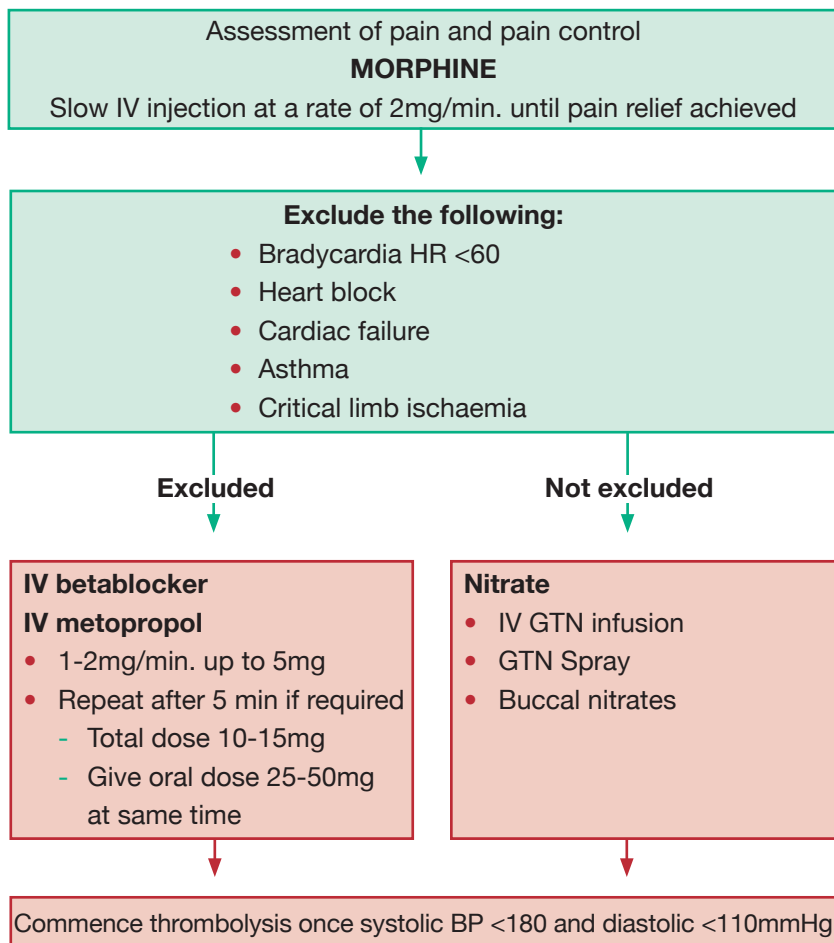 Assessment of pain and pain control
MORPHINE
Slow IV injection at a rate of 2mg/min. until pain relief achieved
Exclude the following:
• Bradycardia HR <60
• Heart block
• Cardiac failure
• Asthma
• Critical limb ischaemia
Excluded
Not excluded
IV betablocker
IV metopropol
• 1-2mg/min. up to 5mg
• Repeat after 5 min if required
- Total dose 10-15mg
- Give oral dose 25-50mg
at same time
Nitrate
• IV GTN infusion
• GTN Spray
• Buccal nitrates
Commence thrombolysis once systolic BP <180 and diastolic <110mmHg